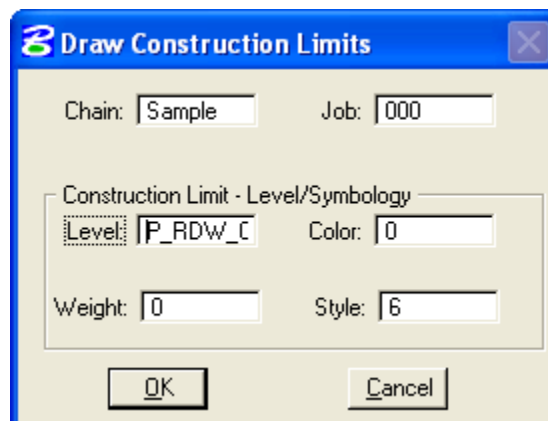 Draw Construction Limits
Chain: Sample Job: 000
Construction Limit - Level/Symbology
Level: Color: 0
Weight: 0 Style: 6
OK Cancel